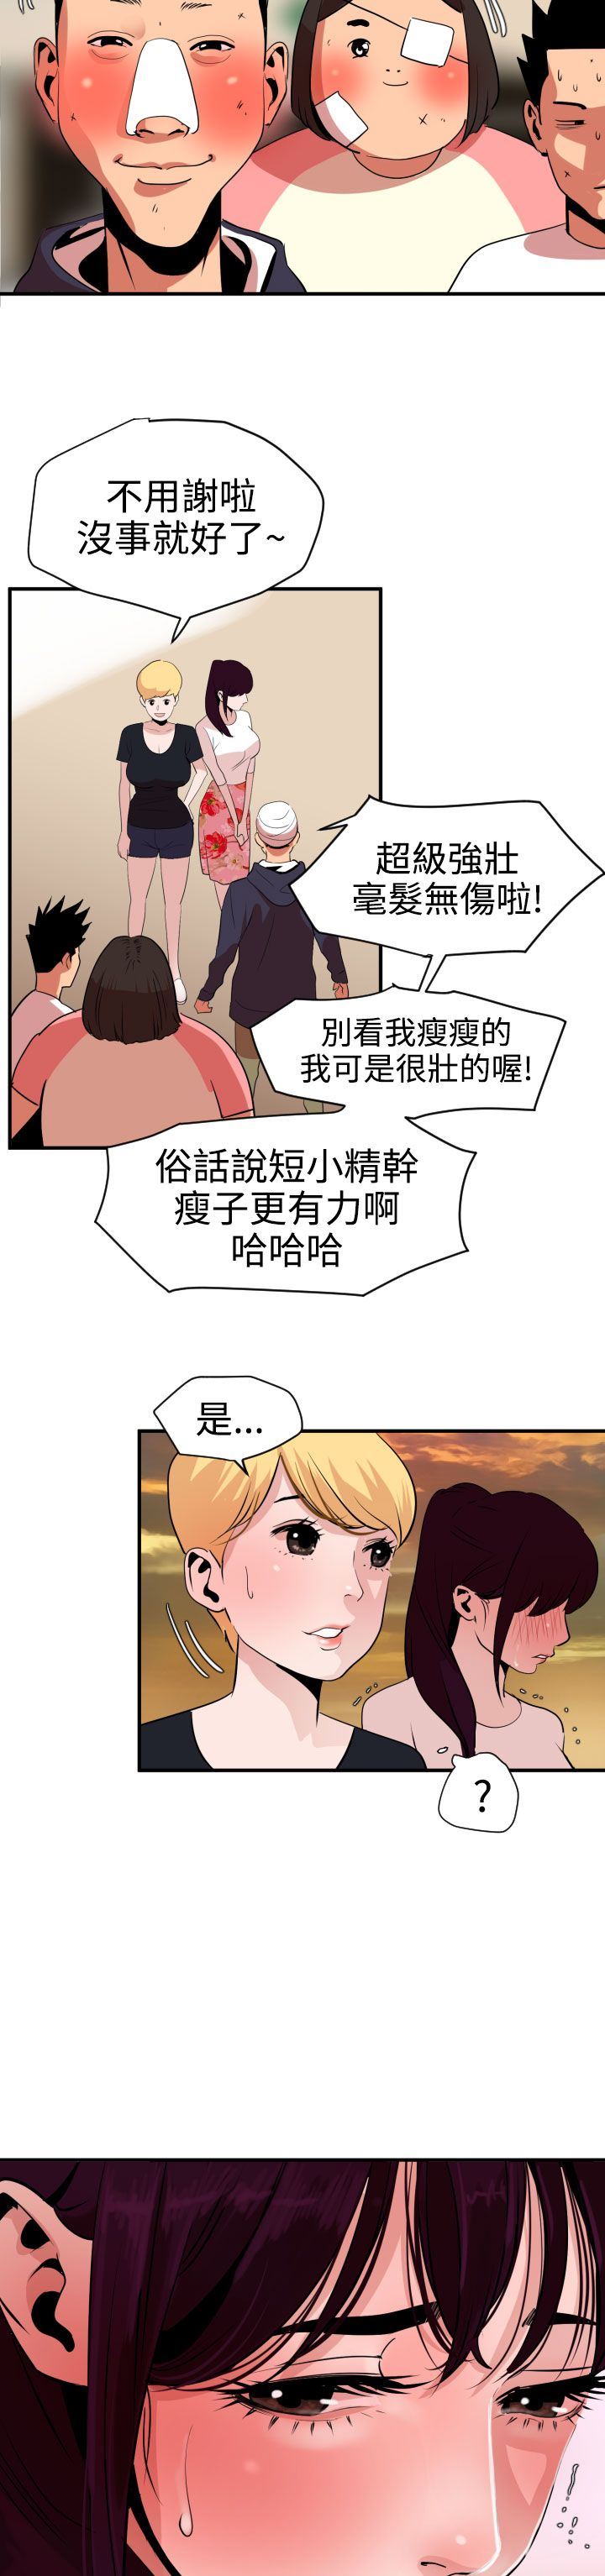 不用謝啦
沒事就好了~
超級強壯
毫髮無傷啦!
別看我瘦瘦的
我可是很壯的喔!
俗話說短小精幹
瘦子更有力啊
哈哈哈
是...
?